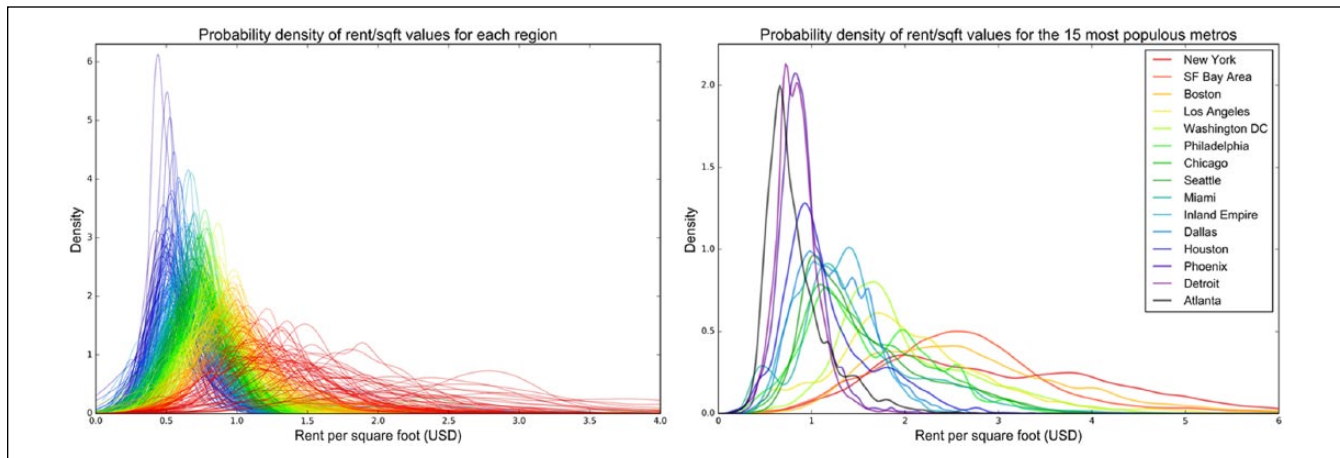 Probability density of rent/sqft values for each region
6
5
4
3
2
1
0
Density
0.0 0.5 1.0 1.5 2.0 2.5 3.0 3.5 4.0
Rent per square foot (USD)
Probability density of rent/sqft values for the 15 most populous metros
2.0
1.5
1.0
0.5
0.0
Density
0 1 2 3 4 5 6
Rent per square foot (USD)
New York
SF Bay Area
Boston
Los Angeles
Washington DC
Philadelphia
Chicago
Seattle
Miami
Inland Empire
Dallas
Houston
Phoenix
Detroit
Atlanta